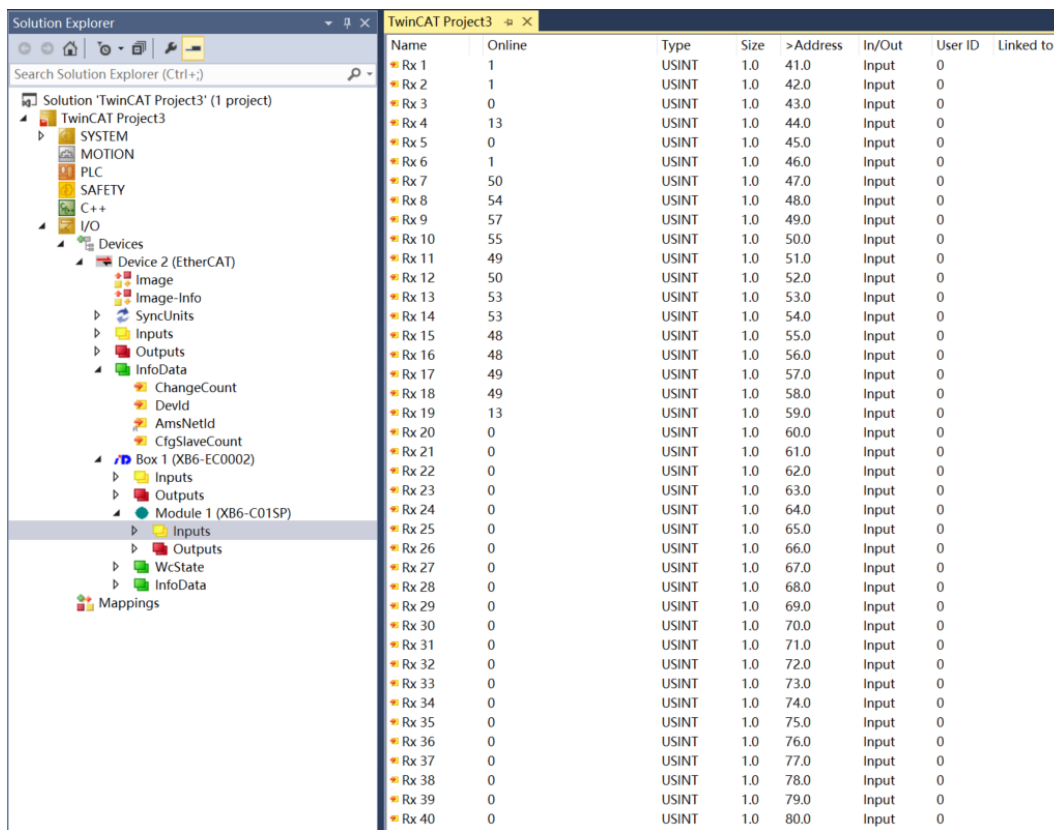 Solution Explorer
Search Solution Explorer (Ctrl+;)
Solution 'TwinCAT Project3' (1 project)
TwinCAT Project3
SYSTEM
MOTION
PLC
SAFETY
C++
I/O
Devices
Device 2 (EtherCAT)
Image
Image-Info
SyncUnits
Inputs
Outputs
InfoData
ChangeCount
DevId
AmsNetId
CfgSlaveCount
Box 1 (XB6-EC0002)
Inputs
Outputs
Module 1 (XB6-C01SP)
Inputs
Outputs
WcState
InfoData
Mappings
TwinCAT Project3
Name Online Type Size >Address In/Out User ID Linked to
Rx 1 1 USINT 1.0 41.0 Input 0
Rx 2 1 USINT 1.0 42.0 Input 0
Rx 3 0 USINT 1.0 43.0 Input 0
Rx 4 13 USINT 1.0 44.0 Input 0
Rx 5 0 USINT 1.0 45.0 Input 0
Rx 6 1 USINT 1.0 46.0 Input 0
Rx 7 50 USINT 1.0 47.0 Input 0
Rx 8 54 USINT 1.0 48.0 Input 0
Rx 9 57 USINT 1.0 49.0 Input 0
Rx 10 55 USINT 1.0 50.0 Input 0
Rx 11 49 USINT 1.0 51.0 Input 0
Rx 12 50 USINT 1.0 52.0 Input 0
Rx 13 53 USINT 1.0 53.0 Input 0
Rx 14 53 USINT 1.0 54.0 Input 0
Rx 15 48 USINT 1.0 55.0 Input 0
Rx 16 48 USINT 1.0 56.0 Input 0
Rx 17 49 USINT 1.0 57.0 Input 0
Rx 18 49 USINT 1.0 58.0 Input 0
Rx 19 13 USINT 1.0 59.0 Input 0
Rx 20 0 USINT 1.0 60.0 Input 0
Rx 21 0 USINT 1.0 61.0 Input 0
Rx 22 0 USINT 1.0 62.0 Input 0
Rx 23 0 USINT 1.0 63.0 Input 0
Rx 24 0 USINT 1.0 64.0 Input 0
Rx 25 0 USINT 1.0 65.0 Input 0
Rx 26 0 USINT 1.0 66.0 Input 0
Rx 27 0 USINT 1.0 67.0 Input 0
Rx 28 0 USINT 1.0 68.0 Input 0
Rx 29 0 USINT 1.0 69.0 Input 0
Rx 30 0 USINT 1.0 70.0 Input 0
Rx 31 0 USINT 1.0 71.0 Input 0
Rx 32 0 USINT 1.0 72.0 Input 0
Rx 33 0 USINT 1.0 73.0 Input 0
Rx 34 0 USINT 1.0 74.0 Input 0
Rx 35 0 USINT 1.0 75.0 Input 0
Rx 36 0 USINT 1.0 76.0 Input 0
Rx 37 0 USINT 1.0 77.0 Input 0
Rx 38 0 USINT 1.0 78.0 Input 0
Rx 39 0 USINT 1.0 79.0 Input 0
Rx 40 0 USINT 1.0 80.0 Input 0